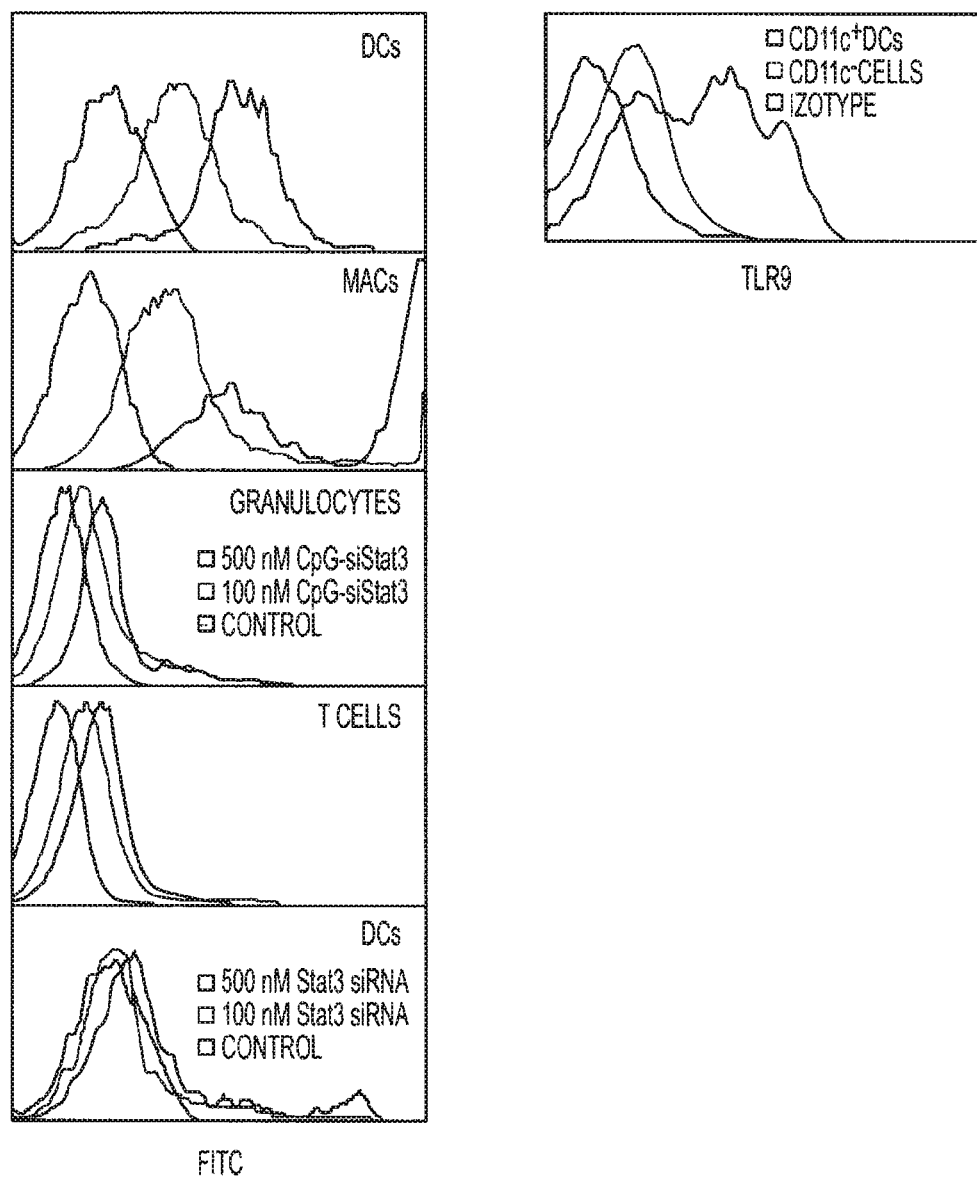 DCs
MACs
GRANULOCYTES
500 nM CpG-siStat3
100 nM CpG-siStat3
CONTROL
T CELLS
DCs
500 nM Stat3 siRNA
100 nM Stat3 siRNA
CONTROL
FITC
CD11c⁺DCs
CD11c⁻CELLS
IZOTYPE
TLR9